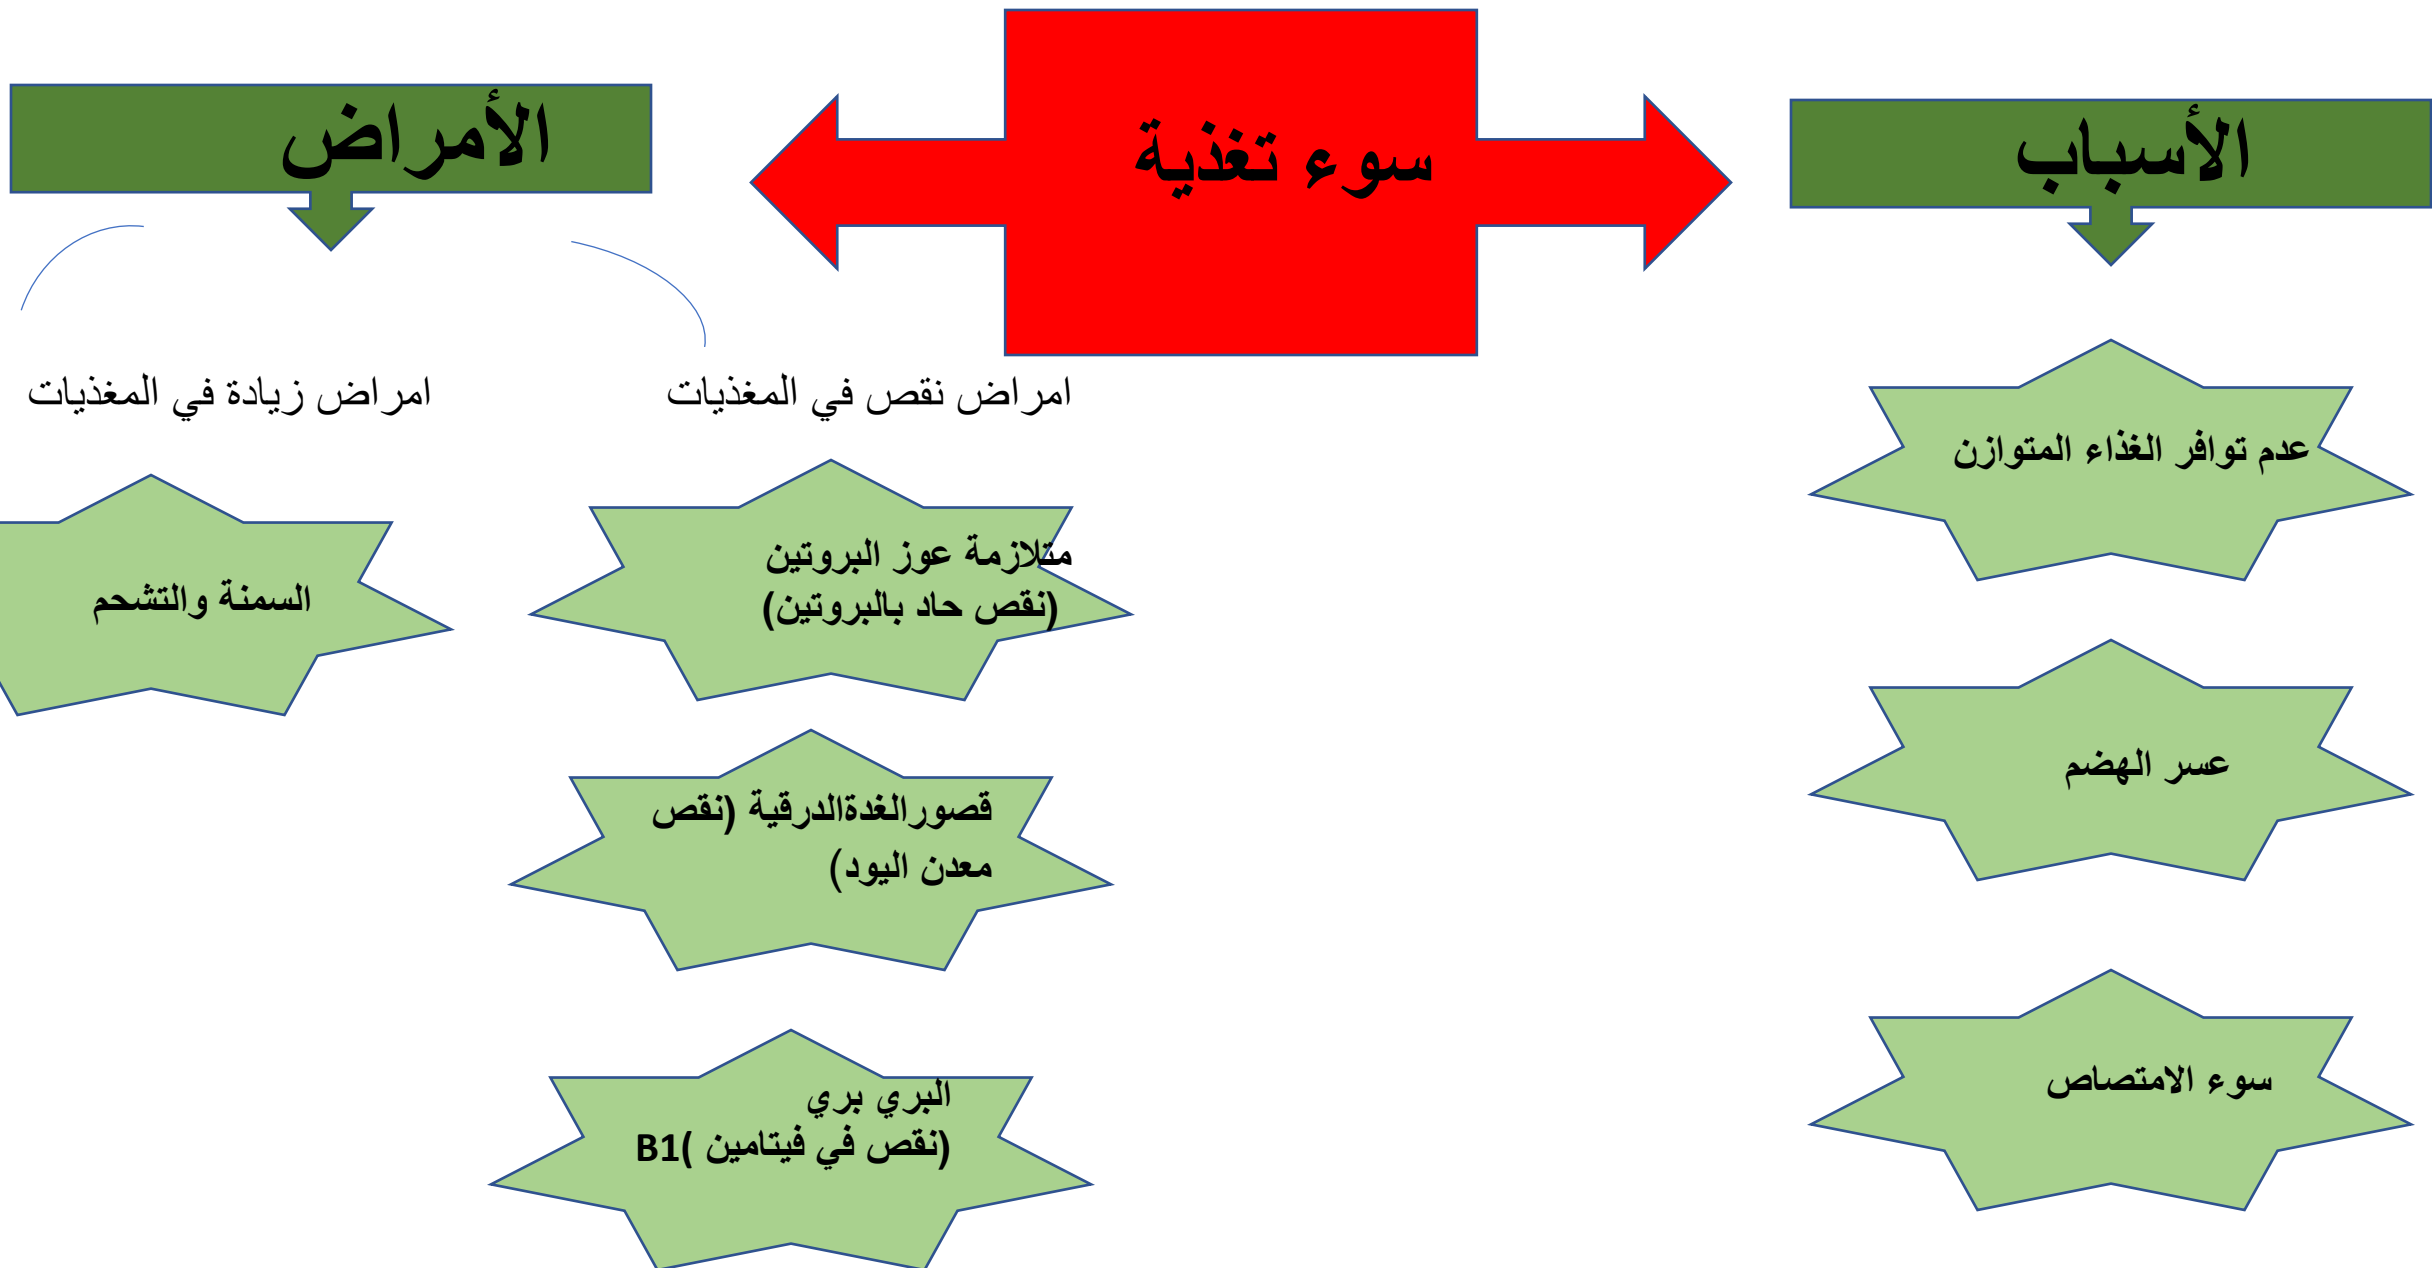 سوء تغذية
الأسباب
عدم توافر الغذاء المتوازن
عسر الهضم
سوء الامتصاص
الأمراض
امراض نقص في المغذيات
متلازمة عوز البروتين
(نقص حاد بالبروتين)
قصورالغدةالدرقية (نقص
معدن اليود)
البري بري
(نقص في فيتامين )B1
امراض زيادة في المغذيات
السمنة والتشحم